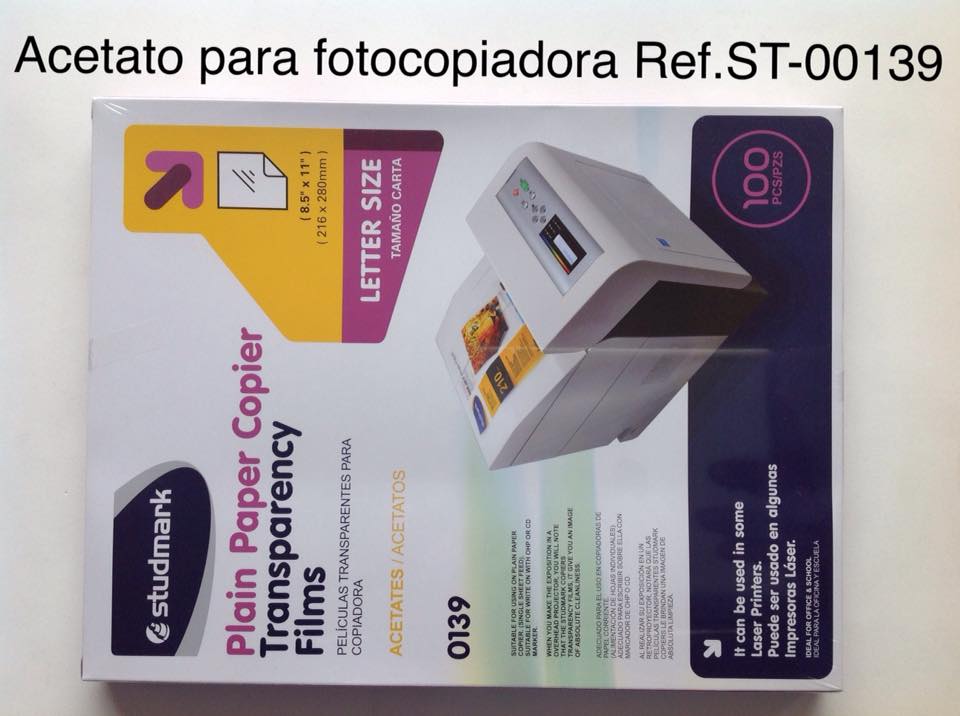 Acetato para fotocopiadora Ref.ST-00139
studmark
Plain Paper Copier
Transparency
Films
PELÍCULAS TRANSPARENTES PARA
COPIADORA
ACETATES / ACETATOS
0139
( 8.5" x 11" )
( 216 x 280mm )
LETTER SIZE
TAMAÑO CARTA
100
PCS/PZS
210
SUITABLE FOR USING ON PLAIN PAPER
COPIER, (SINGLE SHEET FEED).
SUITABLE FOR WRITE ON WITH OHP OR CD
MARKER.
WHEN YOU MAKE THE EXPOSITION IN A
OVERHEAD PROJECTOR, YOU WILL NOTE
THAT THE STUDMARK COPIERS
TRANSPARENCY FILMS, IT GIVE YOU AN IMAGE
OF ABSOLUTE CLEANLINESS.
ADECUADO PARA EL USO EN COPIADORAS DE
PAPEL CORRIENTE,
(ALIMENTACIÓN DE HOJAS INDIVIDUALES)
ADECUADO PARA ESCRIBIR SOBRE ELLA CON
MARCADOR DE OHP O CD
AL REALIZAR SU EXPOSICIÓN EN UN
RETROPROYECTOR, NOTARÁ QUE LAS
PELÍCULAS TRANSPARENTES STUDMARK
COPIER LE BRINDAN UNA IMAGEN DE
ABSOLUTA LIMPIEZA.
It can be used in some
Laser Printers.
Puede ser usado en algunas
Impresoras Láser.
IDEAL FOR OFFICE & SCHOOL
IDEAL PARA LA OFICINA Y ESCUELA